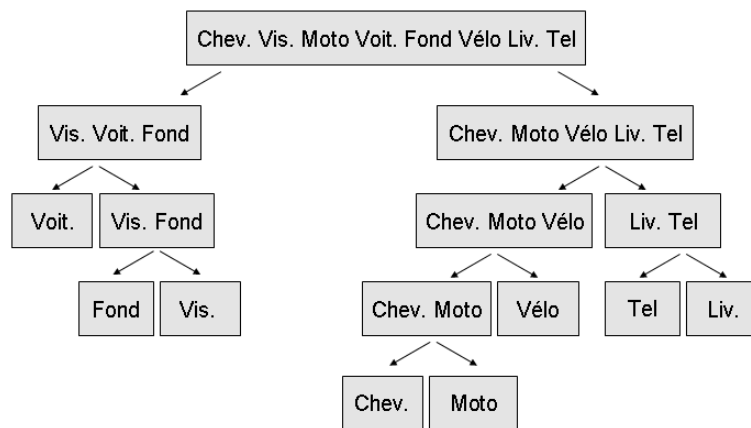 Chev. Vis. Moto Voit. Fond Vélo Liv. Tel
Vis. Voit. Fond
Chev. Moto Vélo Liv. Tel
Voit.
Vis. Fond
Chev. Moto Vélo
Liv. Tel
Fond
Vis.
Chev. Moto
Vélo
Tel
Liv.
Chev.
Moto